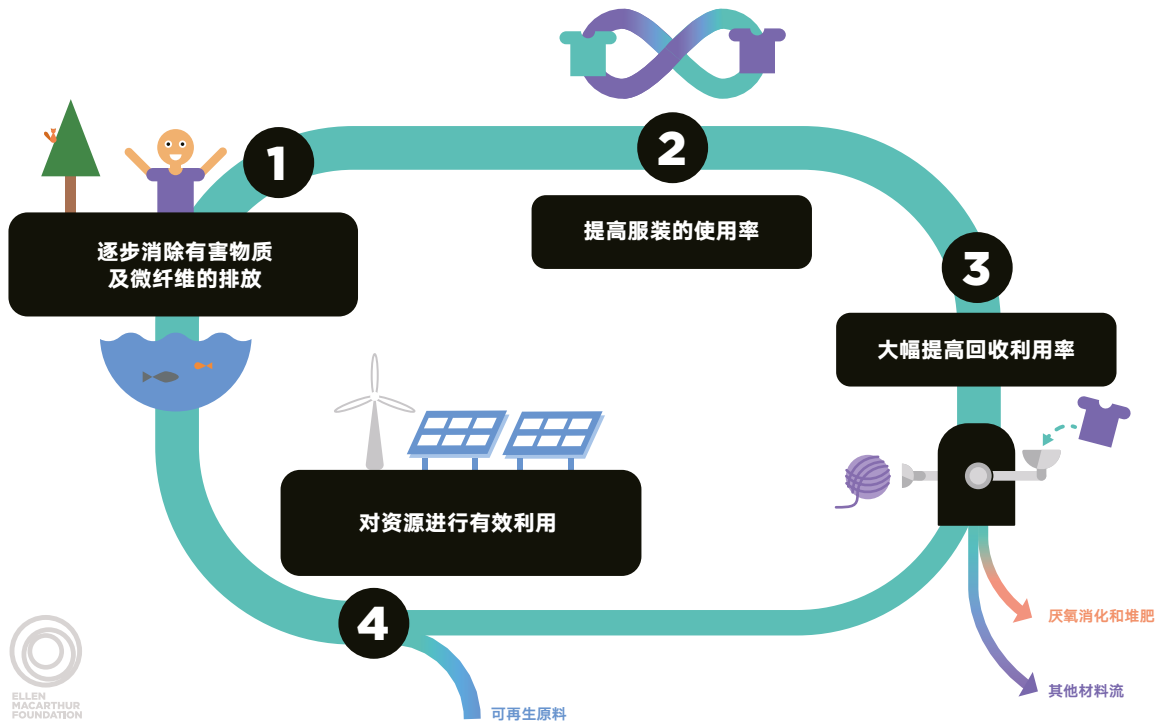 1
2
3
逐步消除有害物质
及微纤维的排放
提高服装的使用率
大幅提高回收利用率
对资源进行有效利用
4
厌氧消化和堆肥
其他材料流
可再生原料
ELLEN
MACARTHUR
FOUNDATION